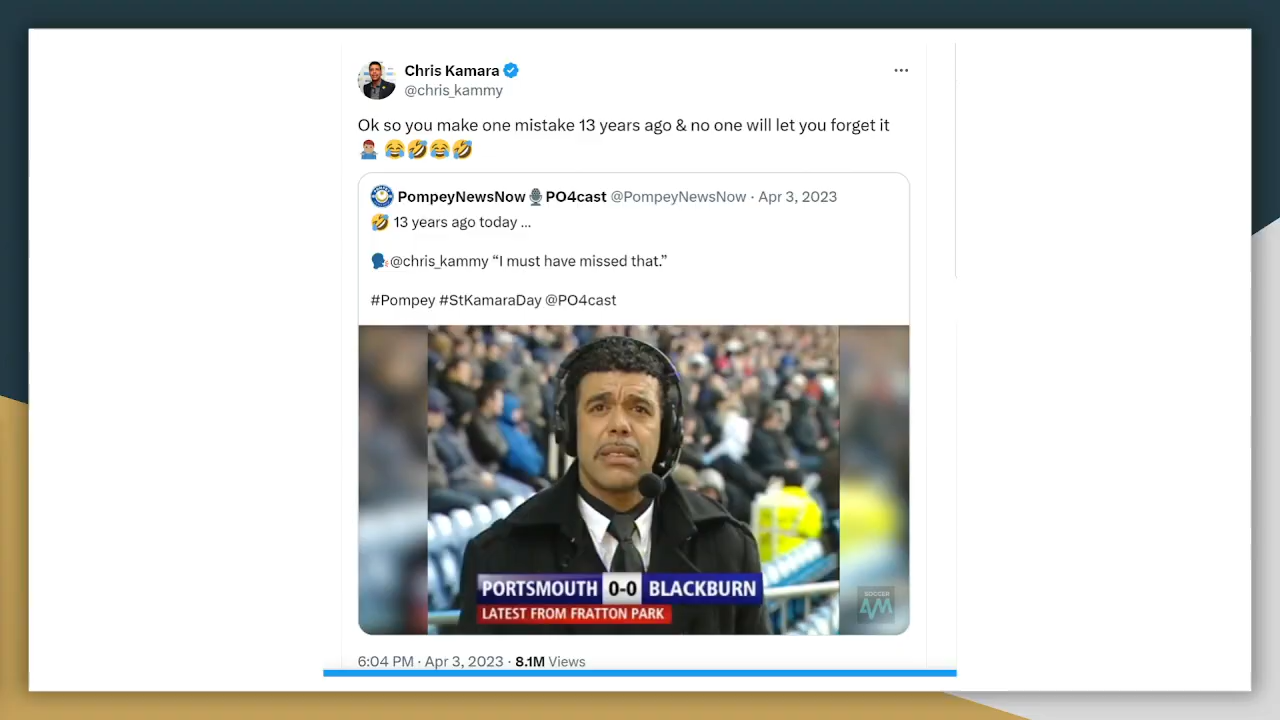 Chris Kamara
@chris_kammy
Ok so you make one mistake 13 years ago & no one will let you forget it
🤷🏽‍♂️ 😂🤣😂🤣
PompeyNewsNow🎙️PO4cast @PompeyNewsNow · Apr 3, 2023
🤣 13 years ago today ...
🗣️@chris_kammy “I must have missed that.”
#Pompey #StKamaraDay @PO4cast
PORTSMOUTH 0-0 BLACKBURN
LATEST FROM FRATTON PARK
SOCCER
AM
6:04 PM · Apr 3, 2023 · 8.1M Views